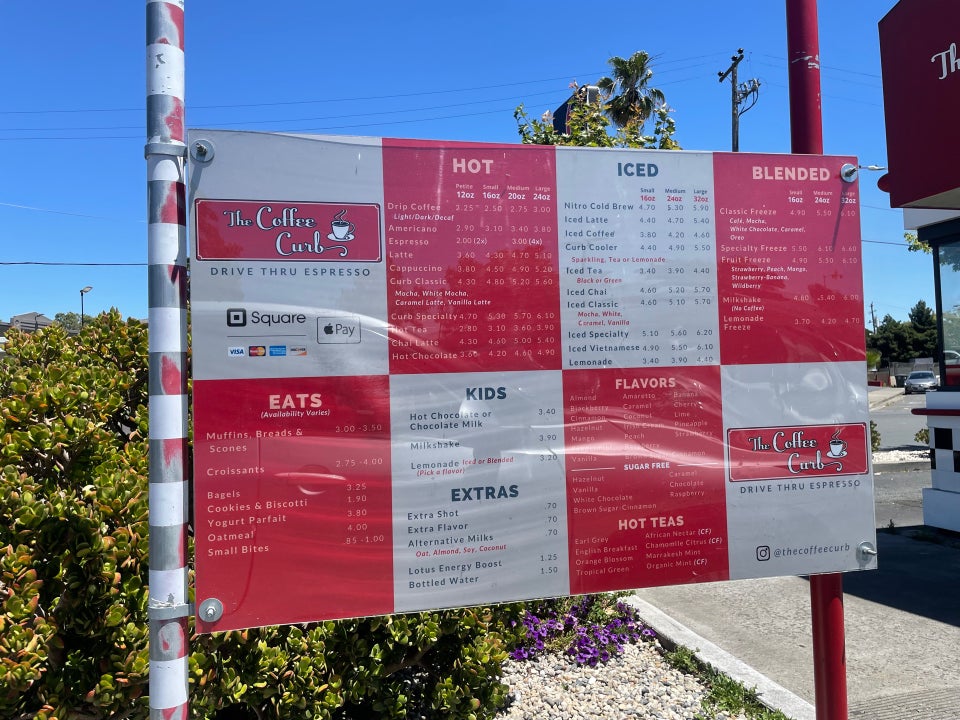 The Coffee
Curb
DRIVE THRU ESPRESSO
Square
Pay
VISA
HOT
Petite Small Medium Large
12oz 16oz 20oz 24oz
Drip Coffee 2.25 2.50 2.75 3.00
Light/Dark/Decaf
Americano 2.90 3.10 3.40 3.80
Espresso 2.00 (2x) 3.00 (4x)
Latte 3.60 4.30 4.70 5.10
Cappuccino 3.80 4.50 4.90 5.20
Curb Classic 4.30 4.80 5.20 5.60
Mocha, White Mocha,
Caramel Latte, Vanilla Latte
Curb Specialty 4.70 5.30 5.70 6.10
Hot Tea 2.80 3.10 3.60 3.90
Chai Latte 4.30 4.60 5.00 5.40
Hot Chocolate 3.60 4.20 4.60 4.90
ICED
Small Medium Large
16oz 24oz 32oz
Nitro Cold Brew 4.70 5.30 5.90
Iced Latte 4.40 4.70 5.40
Iced Coffee 3.80 4.20 4.60
Curb Cooler 4.40 4.90 5.50
Sparkling, Tea or Lemonade
Iced Tea 3.40 3.90 4.40
Black or Green
Iced Chai 4.60 5.20 5.70
Iced Classic 4.60 5.10 5.70
Mocha, White,
Caramel, Vanilla
Iced Specialty 5.10 5.60 6.20
Iced Vietnamese 4.90 5.50 6.10
Lemonade 3.40 3.90 4.40
BLENDED
Small Medium Large
16oz 24oz 32oz
Classic Freeze 4.90 5.50 6.10
Café, Mocha,
White Chocolate, Caramel,
Oreo
Specialty Freeze 5.50 6.10 6.60
Fruit Freeze 4.90 5.50 6.10
Strawberry, Peach, Mango,
Strawberry-Banana,
Wildberry
Milkshake 4.60 5.40 6.00
(No Coffee)
Lemonade Freeze 3.70 4.20 4.70
EATS
(Availability Varies)
Muffins, Breads & Scones 3.00 -3.50
Croissants 2.75 -4.00
Bagels 3.25
Cookies & Biscotti 1.90
Yogurt Parfait 3.80
Oatmeal 4.00
Small Bites .85 -1.00
KIDS
Hot Chocolate or Chocolate Milk 3.40
Milkshake 3.90
Lemonade Iced or Blended 3.20
(Pick a flavor)
EXTRAS
Extra Shot .70
Extra Flavor .70
Alternative Milks .70
Oat, Almond, Soy, Coconut
Lotus Energy Boost 1.25
Bottled Water 1.50
FLAVORS
Almond Amaretto Banana
Blackberry Caramel Cherry
Cinnamon Coconut Lime
Hazelnut Irish Cream Pineapple
Mango Peach Strawberry
Vanilla
SUGAR FREE
Hazelnut Caramel
Vanilla Chocolate
White Chocolate Raspberry
Brown Sugar Cinnamon
HOT TEAS
Earl Grey African Nectar (CF)
English Breakfast Chamomile Citrus (CF)
Orange Blossom Marrakesh Mint
Tropical Green Organic Mint (CF)
The Coffee
Curb
DRIVE THRU ESPRESSO
@thecoffeecurb
Th